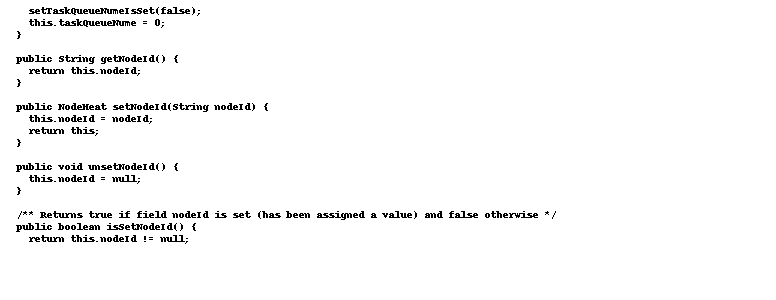 setTaskQueueNumeIsSet(false);
this.taskQueueNume = 0;
}
public String getNodeId() {
return this.nodeId;
}
public NodeHeat setNodeId(String nodeId) {
this.nodeId = nodeId;
return this;
}
public void unsetNodeId() {
this.nodeId = null;
}
/** Returns true if field nodeId is set (has been assigned a value) and false otherwise */
public boolean isSetNodeId() {
return this.nodeId != null;